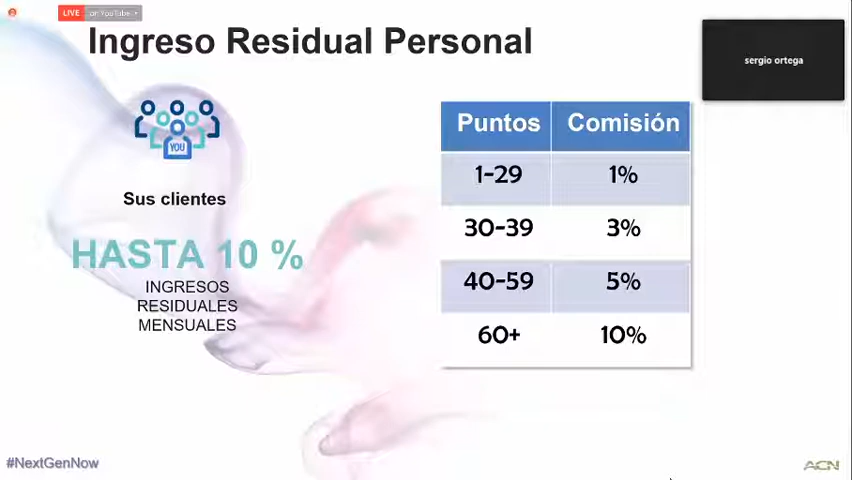 LIVE on YouTube
Ingreso Residual Personal
sergio ortega
YOU
Sus clientes
HASTA 10 %
INGRESOS
RESIDUALES
MENSUALES
Puntos Comisión
1-29 1%
30-39 3%
40-59 5%
60+ 10%
#NextGenNow
ACN